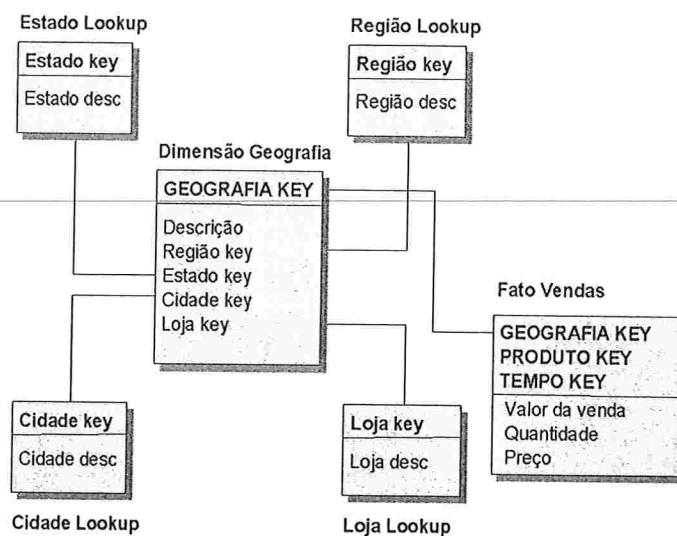 Estado Lookup
Estado key
Estado desc
Região Lookup
Região key
Região desc
Dimensão Geografia
GEOGRAFIA KEY
Descrição
Região key
Estado key
Cidade key
Loja key
Fato Vendas
GEOGRAFIA KEY
PRODUTO KEY
TEMPO KEY
Valor da venda
Quantidade
Preço
Cidade key
Cidade desc
Cidade Lookup
Loja key
Loja desc
Loja Lookup